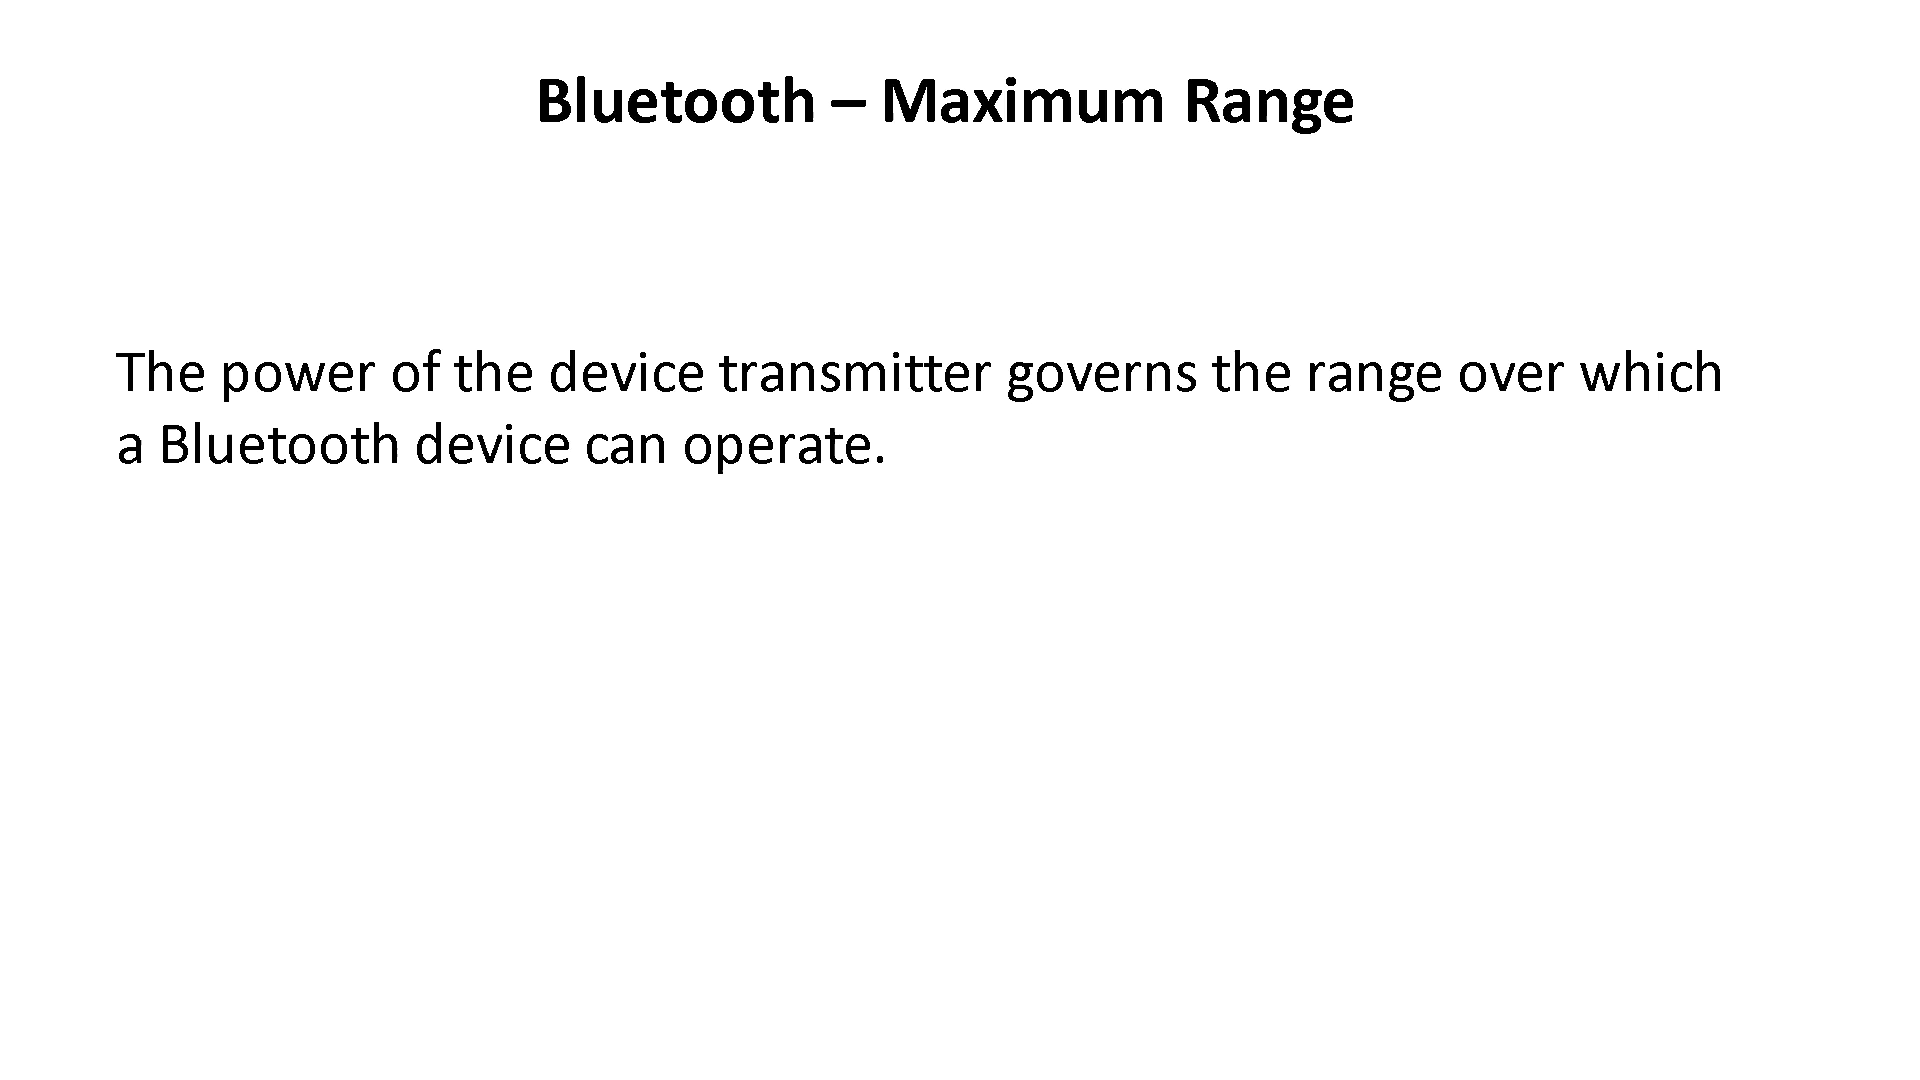 Bluetooth – Maximum Range
The power of the device transmitter governs the range over which
a Bluetooth device can operate.